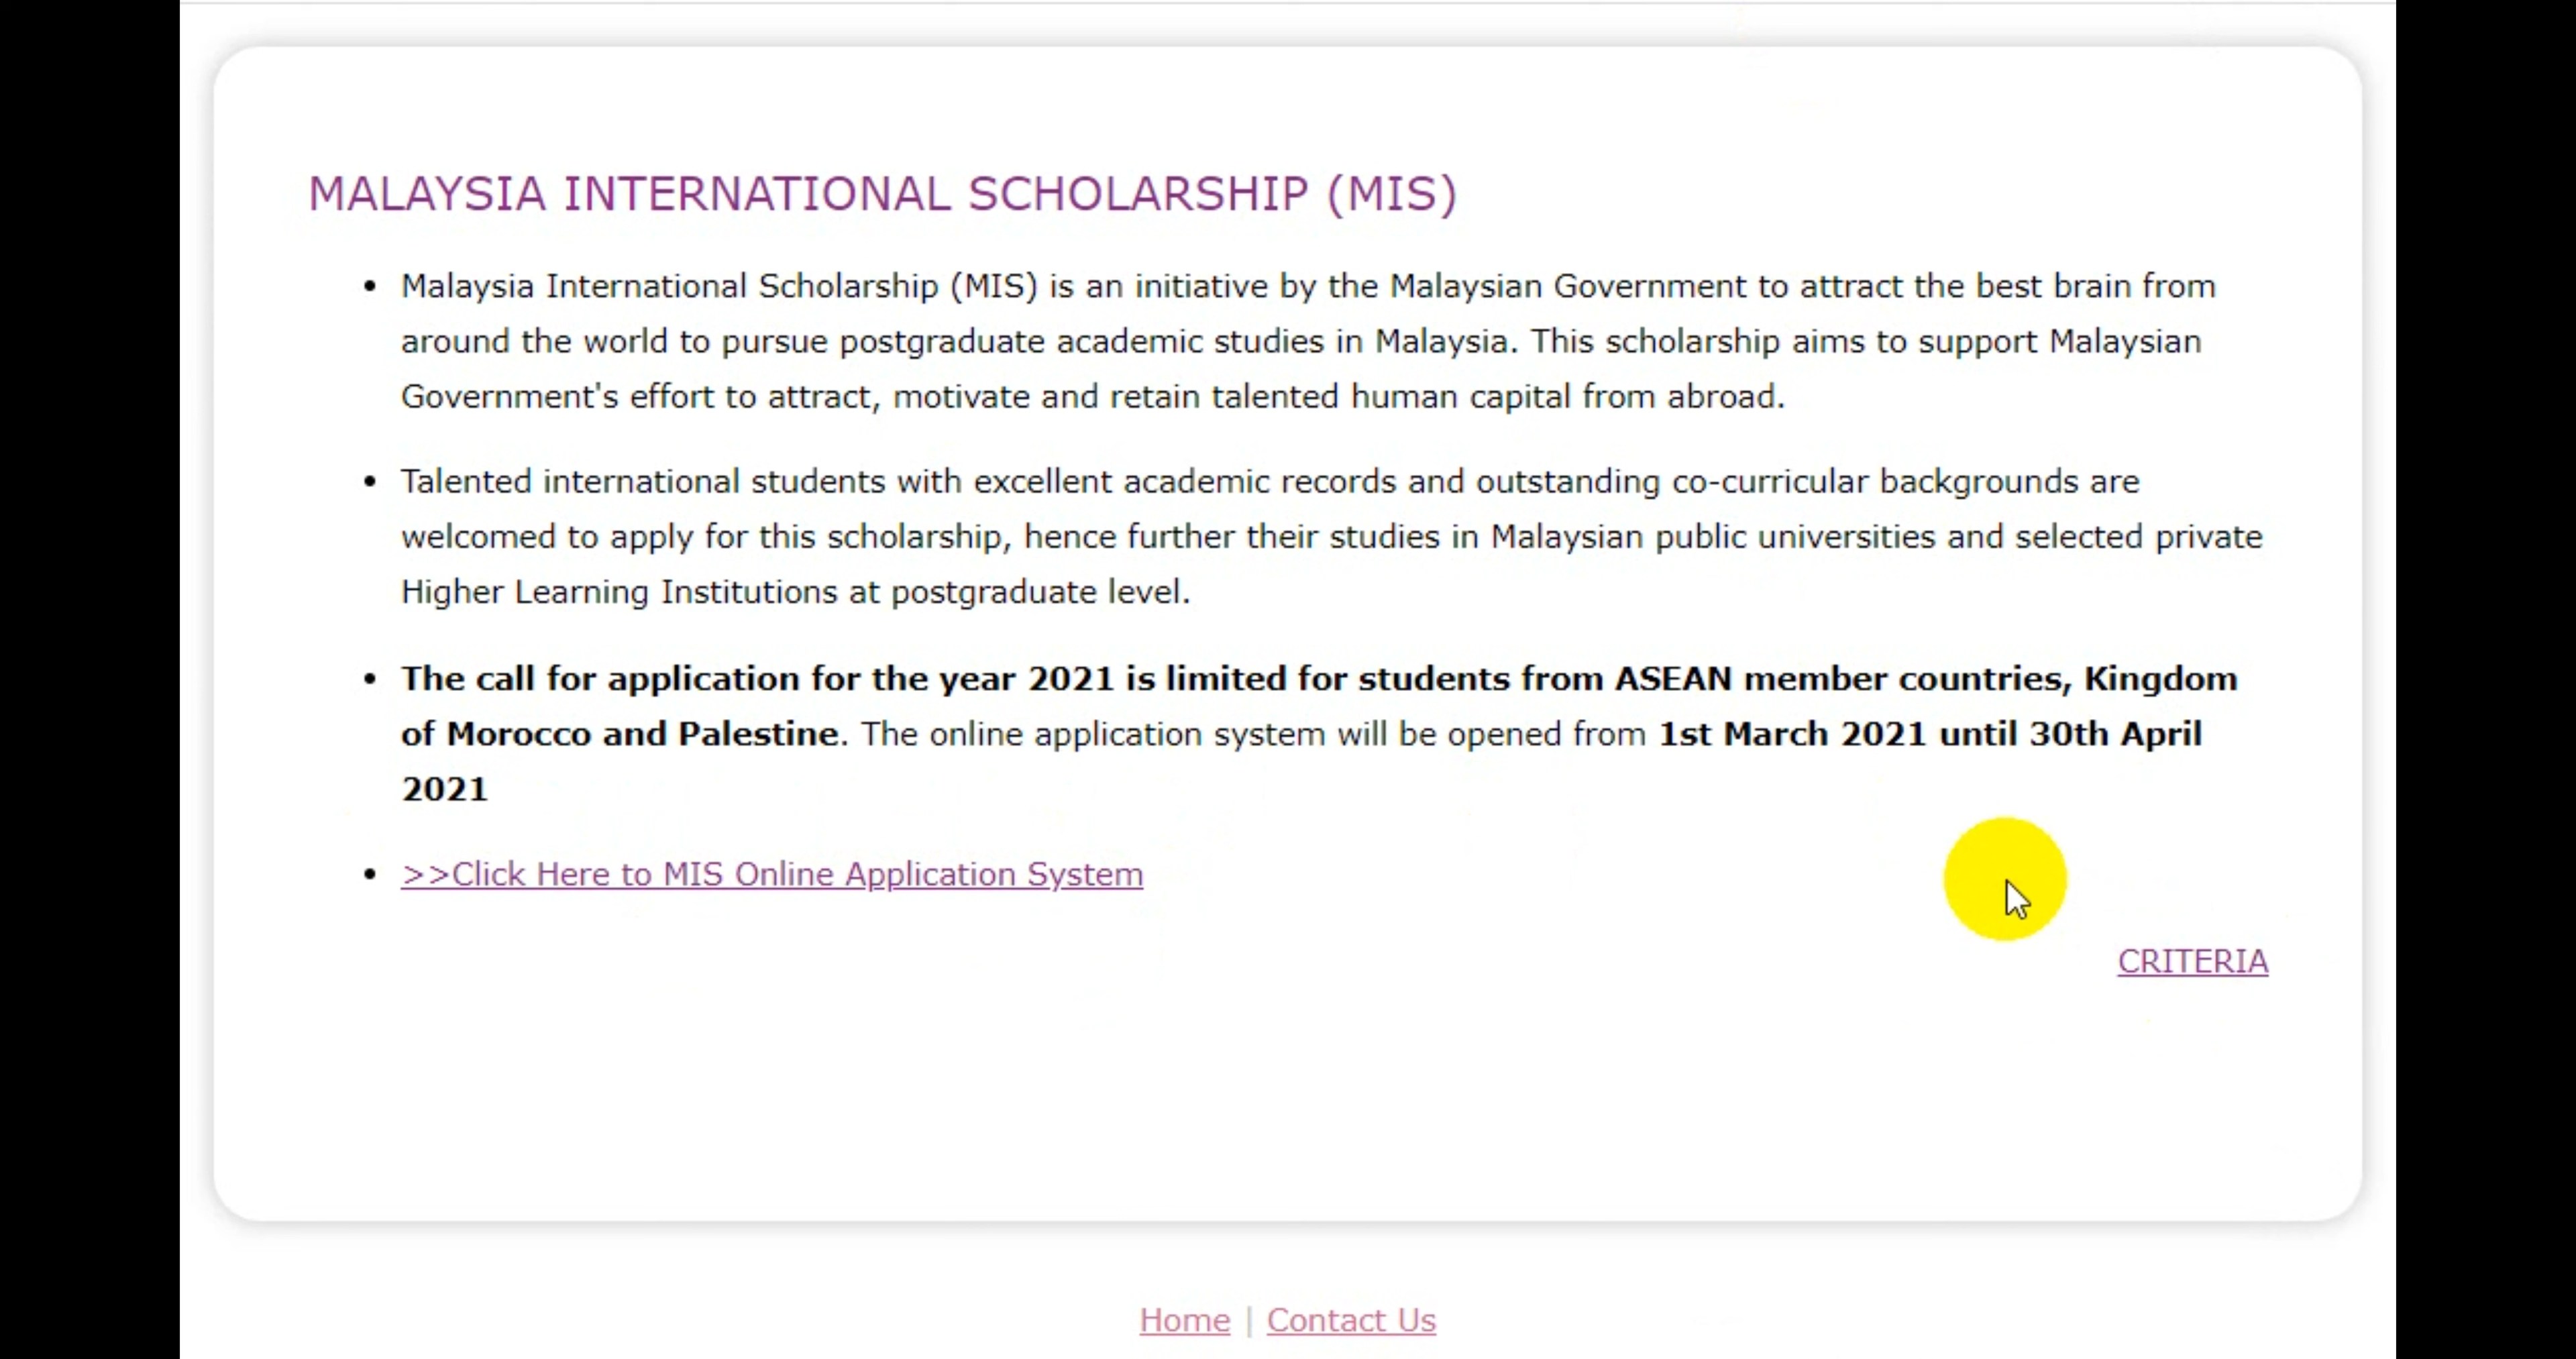 MALAYSIA INTERNATIONAL SCHOLARSHIP (MIS)
• Malaysia International Scholarship (MIS) is an initiative by the Malaysian Government to attract the best brain from
around the world to pursue postgraduate academic studies in Malaysia. This scholarship aims to support Malaysian
Government's effort to attract, motivate and retain talented human capital from abroad.
• Talented international students with excellent academic records and outstanding co-curricular backgrounds are
welcomed to apply for this scholarship, hence further their studies in Malaysian public universities and selected private
Higher Learning Institutions at postgraduate level.
• The call for application for the year 2021 is limited for students from ASEAN member countries, Kingdom
of Morocco and Palestine. The online application system will be opened from 1st March 2021 until 30th April
2021
• >>Click Here to MIS Online Application System
CRITERIA
Home | Contact Us